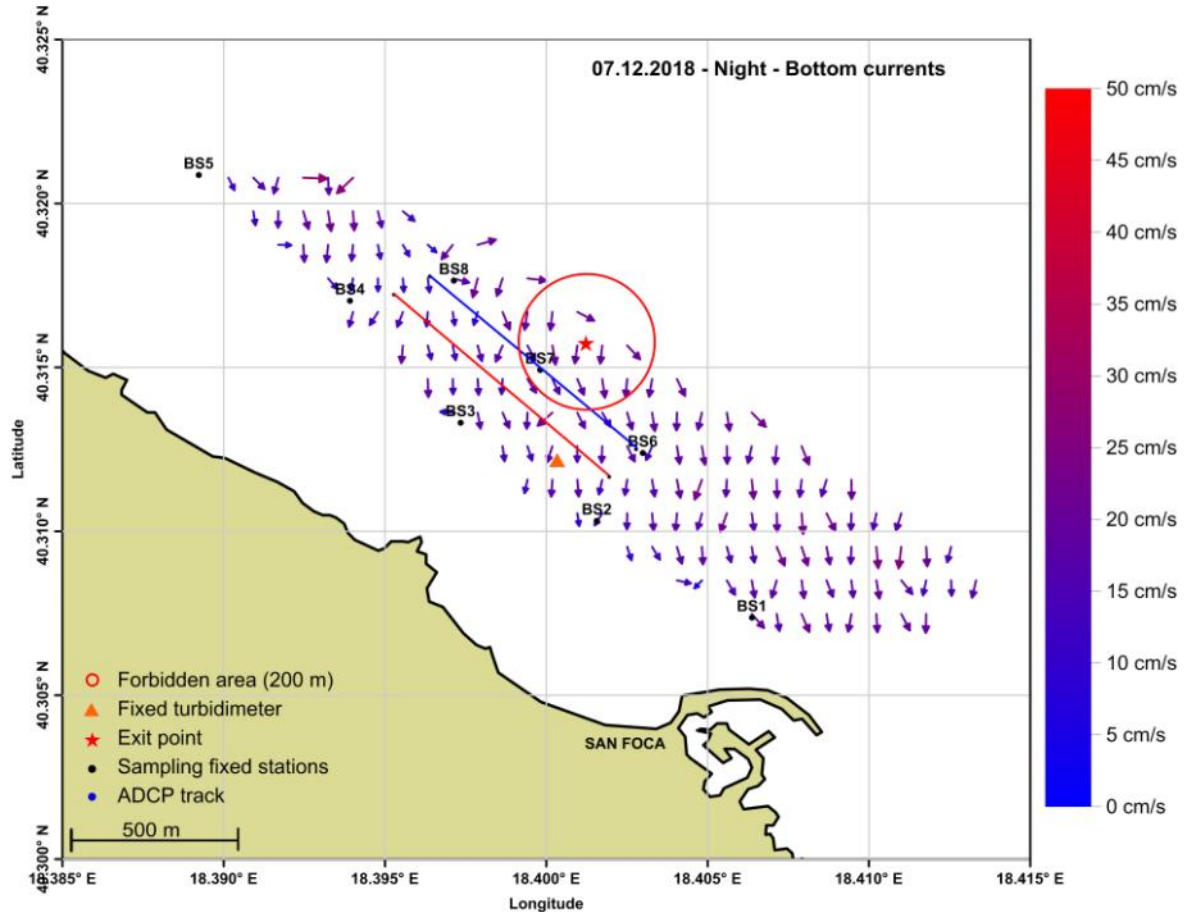 07.12.2018 - Night - Bottom currents
40.325° N
40.320° N
40.315° N
40.310° N
40.305° N
40.300° N
Latitude
BS5
BS8
BS4
BS7
BS3
BS6
BS2
BS1
SAN FOCA
Forbidden area (200 m)
Fixed turbidimeter
Exit point
Sampling fixed stations
ADCP track
500 m
18.385° E
18.390° E
18.395° E
18.400° E
18.405° E
18.410° E
18.415° E
Longitude
50 cm/s
45 cm/s
40 cm/s
35 cm/s
30 cm/s
25 cm/s
20 cm/s
15 cm/s
10 cm/s
5 cm/s
0 cm/s